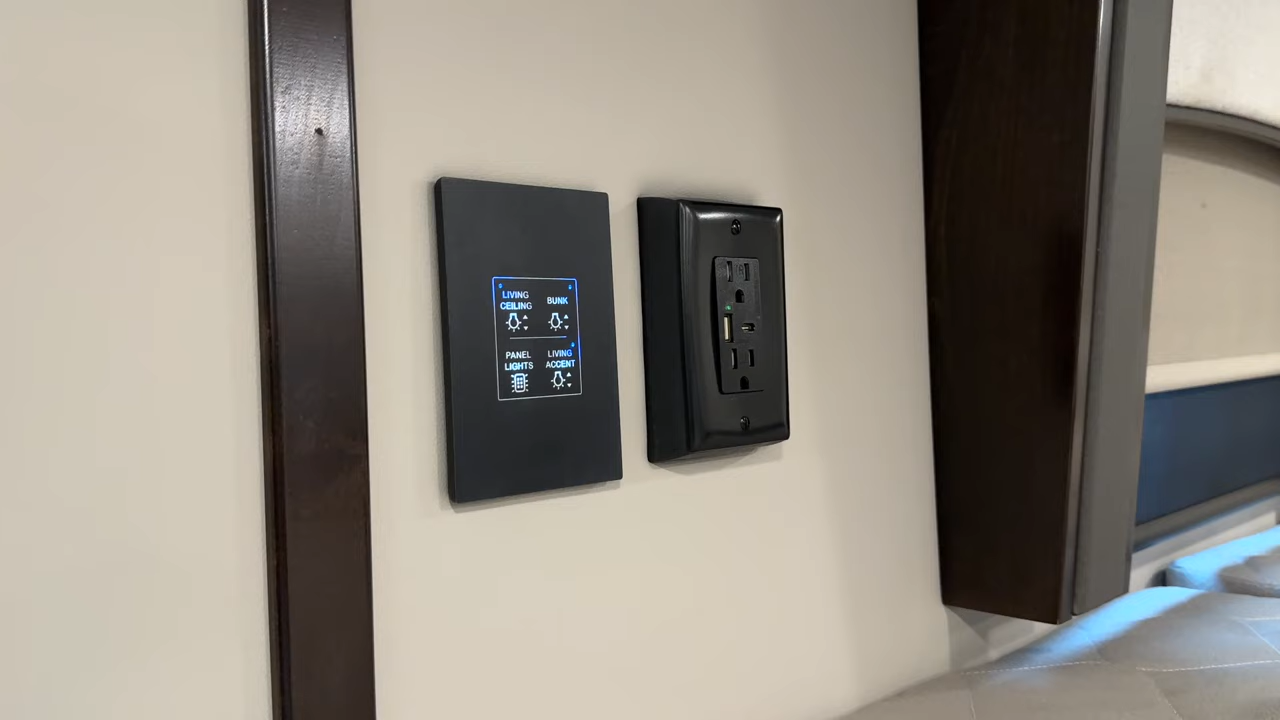 LIVING
CEILING
BUNK
PANEL
LIGHTS
LIVING
ACCENT